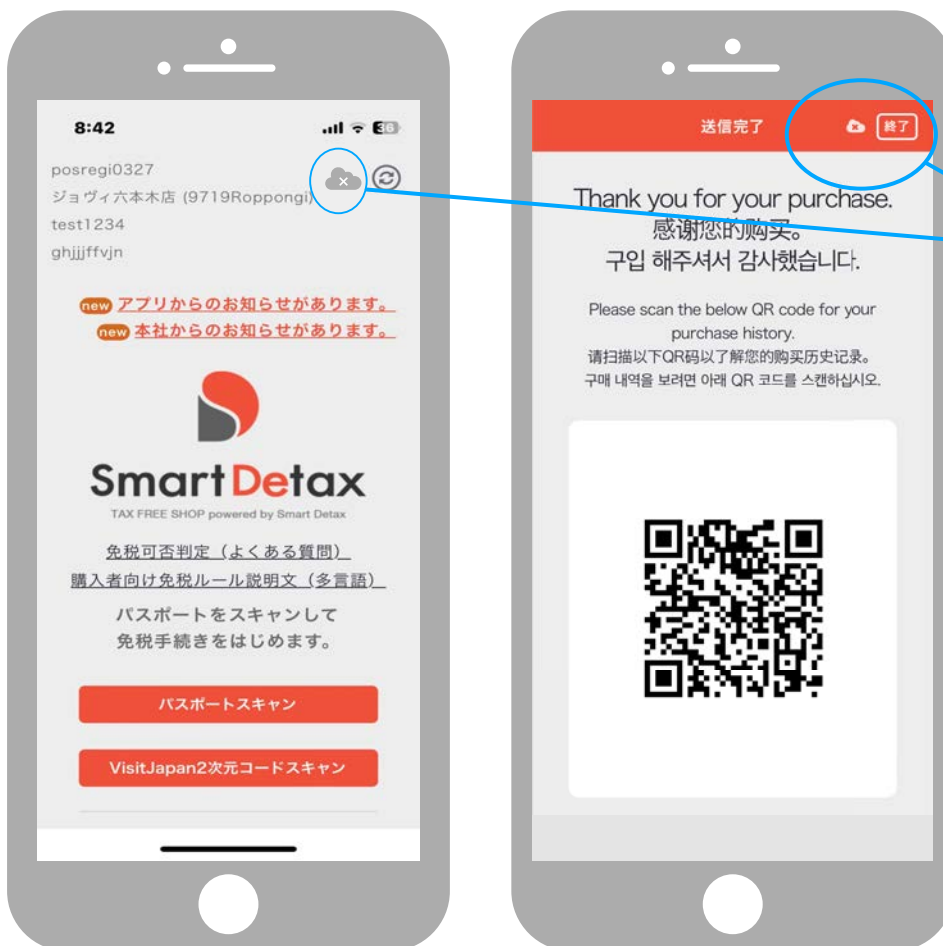 8:42
posregi0327
ジョヴィ六本木店 (9719Roppongi)
test1234
ghjjjffvjn
new アプリからのお知らせがあります。
new 本社からのお知らせがあります。
SmartDetax
TAX FREE SHOP powered by Smart Detax
免税可否判定（よくある質問）
購入者向け免税ルール説明文（多言語）
パスポートをスキャンして
免税手続きをはじめます。
パスポートスキャン
VisitJapan2次元コードスキャン
送信完了
終了
Thank you for your purchase.
感谢您的购买。
구입 해주셔서 감사했습니다.
Please scan the below QR code for your
purchase history.
请扫描以下QR码以了解您的购买历史记录。
구매 내역을 보려면 아래 QR 코드를 스캔하십시오.